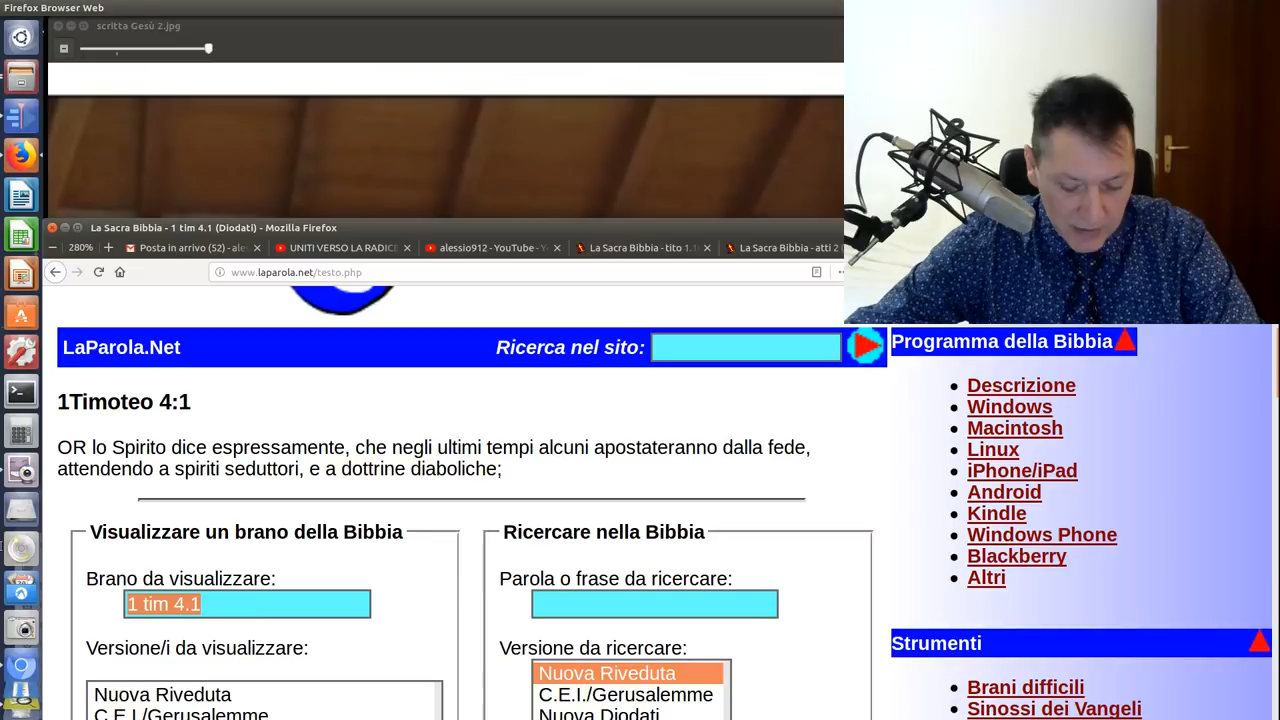 Firefox Browser Web
scritta Gesù 2.jpg
La Sacra Bibbia - 1 tim 4.1 (Diodati) - Mozilla Firefox
280%
Posta in arrivo (52) - ales
UNITI VERSO LA RADICE
alessio912 - YouTube - Y
La Sacra Bibbia - tito 1.1
La Sacra Bibbia - atti 2
www.laparola.net/testo.php
LaParola.Net
Ricerca nel sito:
1Timoteo 4:1
OR lo Spirito dice espressamente, che negli ultimi tempi alcuni apostateranno dalla fede,
attendendo a spiriti seduttori, e a dottrine diaboliche;
Visualizzare un brano della Bibbia
Brano da visualizzare:
1 tim 4.1
Versione/i da visualizzare:
Nuova Riveduta
C.E.I./Gerusalemme
Ricercare nella Bibbia
Parola o frase da ricercare:
Versione da ricercare:
Nuova Riveduta
C.E.I./Gerusalemme
Nuova Diodati
Programma della Bibbia
Descrizione
Windows
Macintosh
Linux
iPhone/iPad
Android
Kindle
Windows Phone
Blackberry
Altri
Strumenti
Brani difficili
Sinossi dei Vangeli